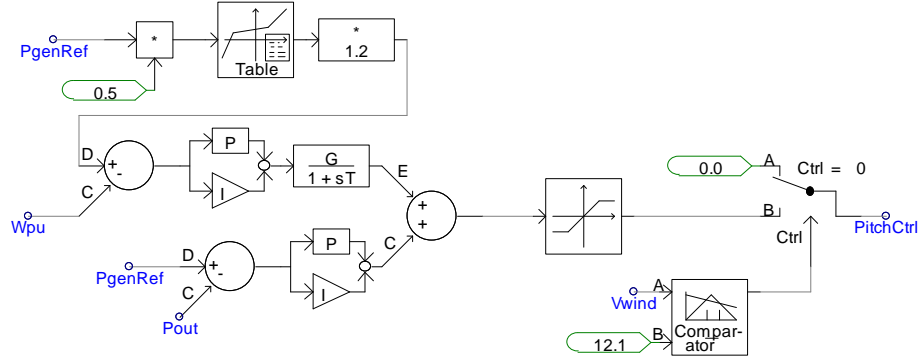 PgenRef
*
0.5
Table
*
1.2
D
+
-
C
Wpu
P
I
G
1 + sT
E
+
+
C
PgenRef
D
+
-
C
Pout
P
I
0.0
A
Ctrl = 0
B
Ctrl
PitchCtrl
Vwind
A
12.1
B
Compar-
ator